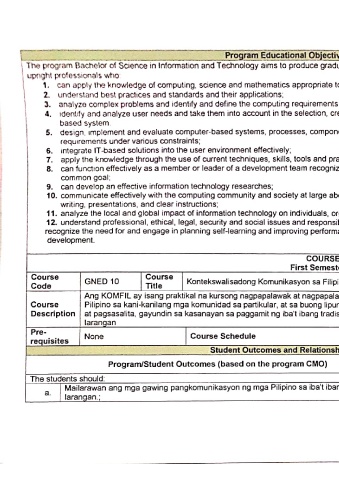 Program Educational Objectiv
The program Bachelor of Science in Information and Technology aims to produce gradu
upright professionals who:
1. can apply the knowledge of computing, science and mathematics appropriate to
2. understand best practices and standards and their applications;
3. analyze complex problems and identify and define the computing requirements
4. identify and analyze user needs and take them into account in the selection, cre
based system.
5. design, implement and evaluate computer-based systems, processes, compon
requirements under various constraints;
6. integrate IT-based solutions into the user environment effectively;
7. apply the knowledge through the use of current techniques, skills, tools and pra
8. can function effectively as a member or leader of a development team recogniz
common goal;
9. can develop an effective information technology researches;
10. communicate effectively with the computing community and society at large ab
writing, presentations, and clear instructions;
11. analyze the local and global impact of information technology on individuals, or
12. understand professional, ethical, legal, security and social issues and responsib
recognize the need for and engage in planning self-learning and improving performa
development.
COURSE
First Semest
Course Code GNED 10 Course Title Kontekswalisadong Komunikasyon sa Filipi
Course Description Ang KOMFIL ay isang praktikal na kursong nagpapalawak at nagpapala
Pilipino sa kani-kanilang mga komunidad sa partikular, at sa buong lipur
at pagsasalita, gayundin sa kasanayan sa paggamit ng iba't ibang tradis
larangan
Pre-requisites None Course Schedule
Student Outcomes and Relationsh
Program/Student Outcomes (based on the program CMO)
The students should:
a. Mailarawan ang mga gawing pangkomunikasyon ng mga Pilipino sa iba't ibar
larangan.;